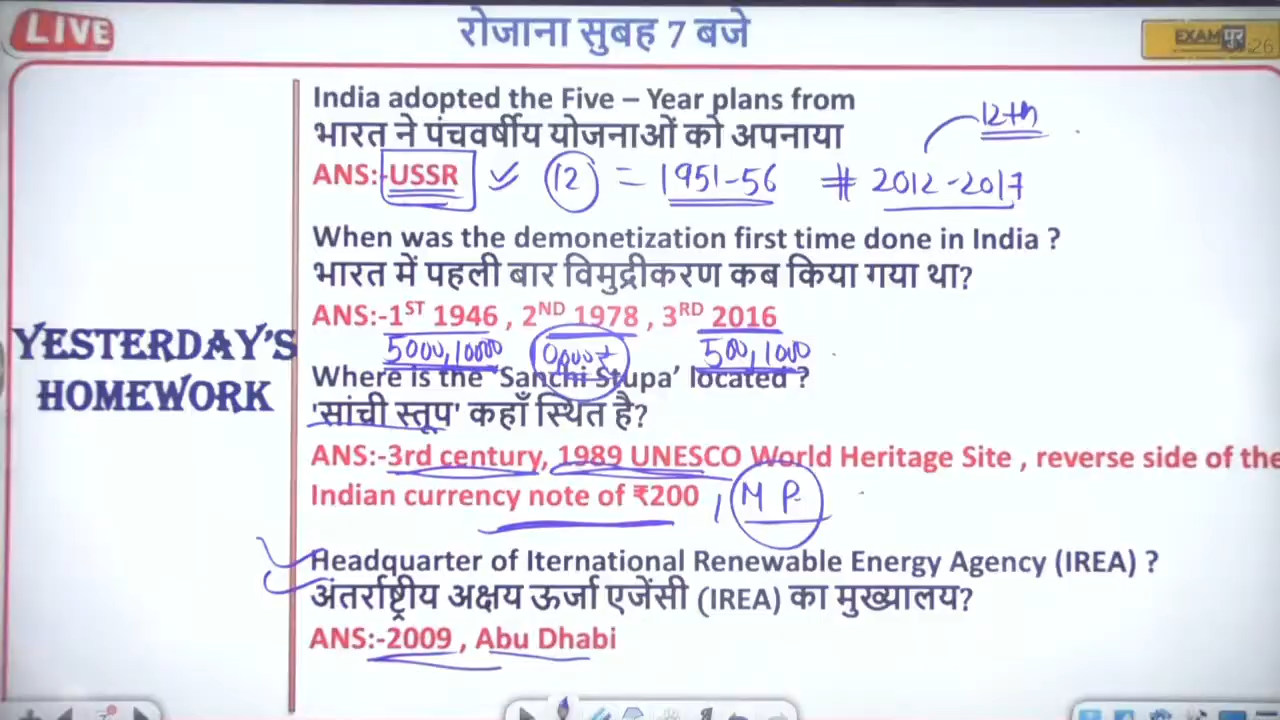 LIVE
रोजाना सुबह 7 बजे
EXAM पुर
India adopted the Five – Year plans from
भारत ने पंचवर्षीय योजनाओं को अपनाया
12th
ANS:-USSR 12 = 1951-56 # 2012-2017
When was the demonetization first time done in India ?
भारत में पहली बार विमुद्रीकरण कब किया गया था?
ANS:-1ST 1946 , 2ND 1978 , 3RD 2016
5000,10000 500, 1000
YESTERDAY'S
HOMEWORK
Where is the 'Sanchi Stupa' located ?
'सांची स्तूप' कहाँ स्थित है?
ANS:-3rd century, 1989 UNESCO World Heritage Site , reverse side of the
Indian currency note of ₹200 , M P
Headquarter of Iternational Renewable Energy Agency (IREA) ?
अंतर्राष्ट्रीय अक्षय ऊर्जा एजेंसी (IREA) का मुख्यालय?
ANS:-2009 , Abu Dhabi